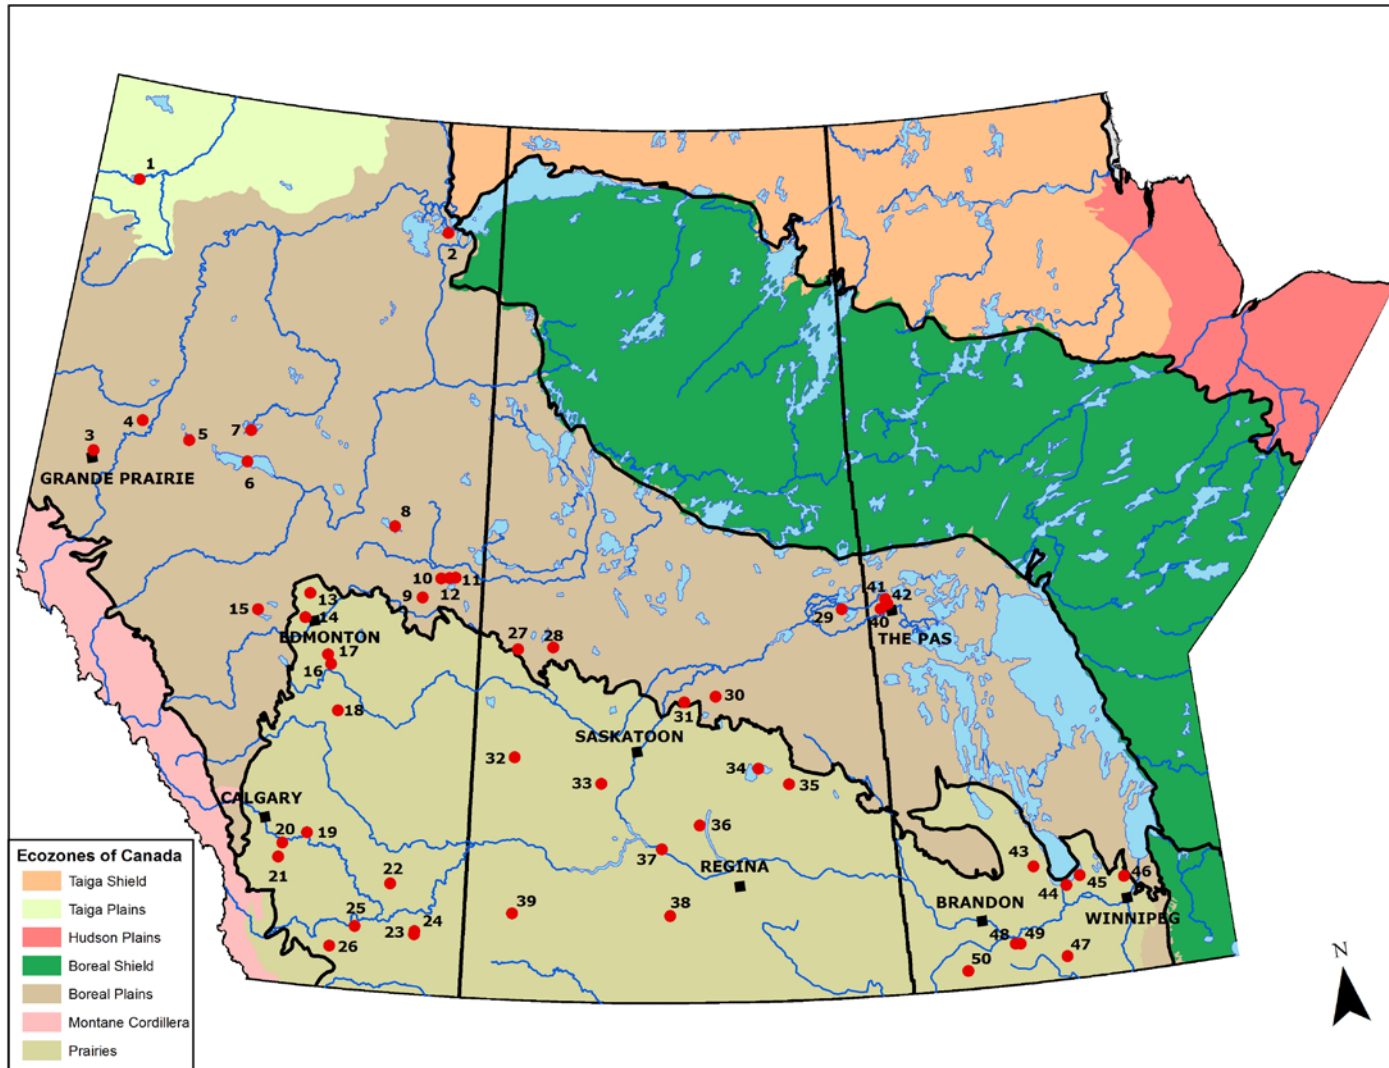 1
2
3
4
5
7
GRANDE PRAIRIE
6
8
10
11
9
12
13
15
14
EDMONTON
41
42
29
40
THE PAS
17
16
27
28
18
30
31
SASKATOON
32
33
34
35
CALGARY
20
19
36
21
37
REGINA
22
43
45
46
44
39
38
BRANDON
WINNIPEG
25
24
23
26
48
49
47
50
N
Ecozones of Canada
Taiga Shield
Taiga Plains
Hudson Plains
Boreal Shield
Boreal Plains
Montane Cordillera
Prairies